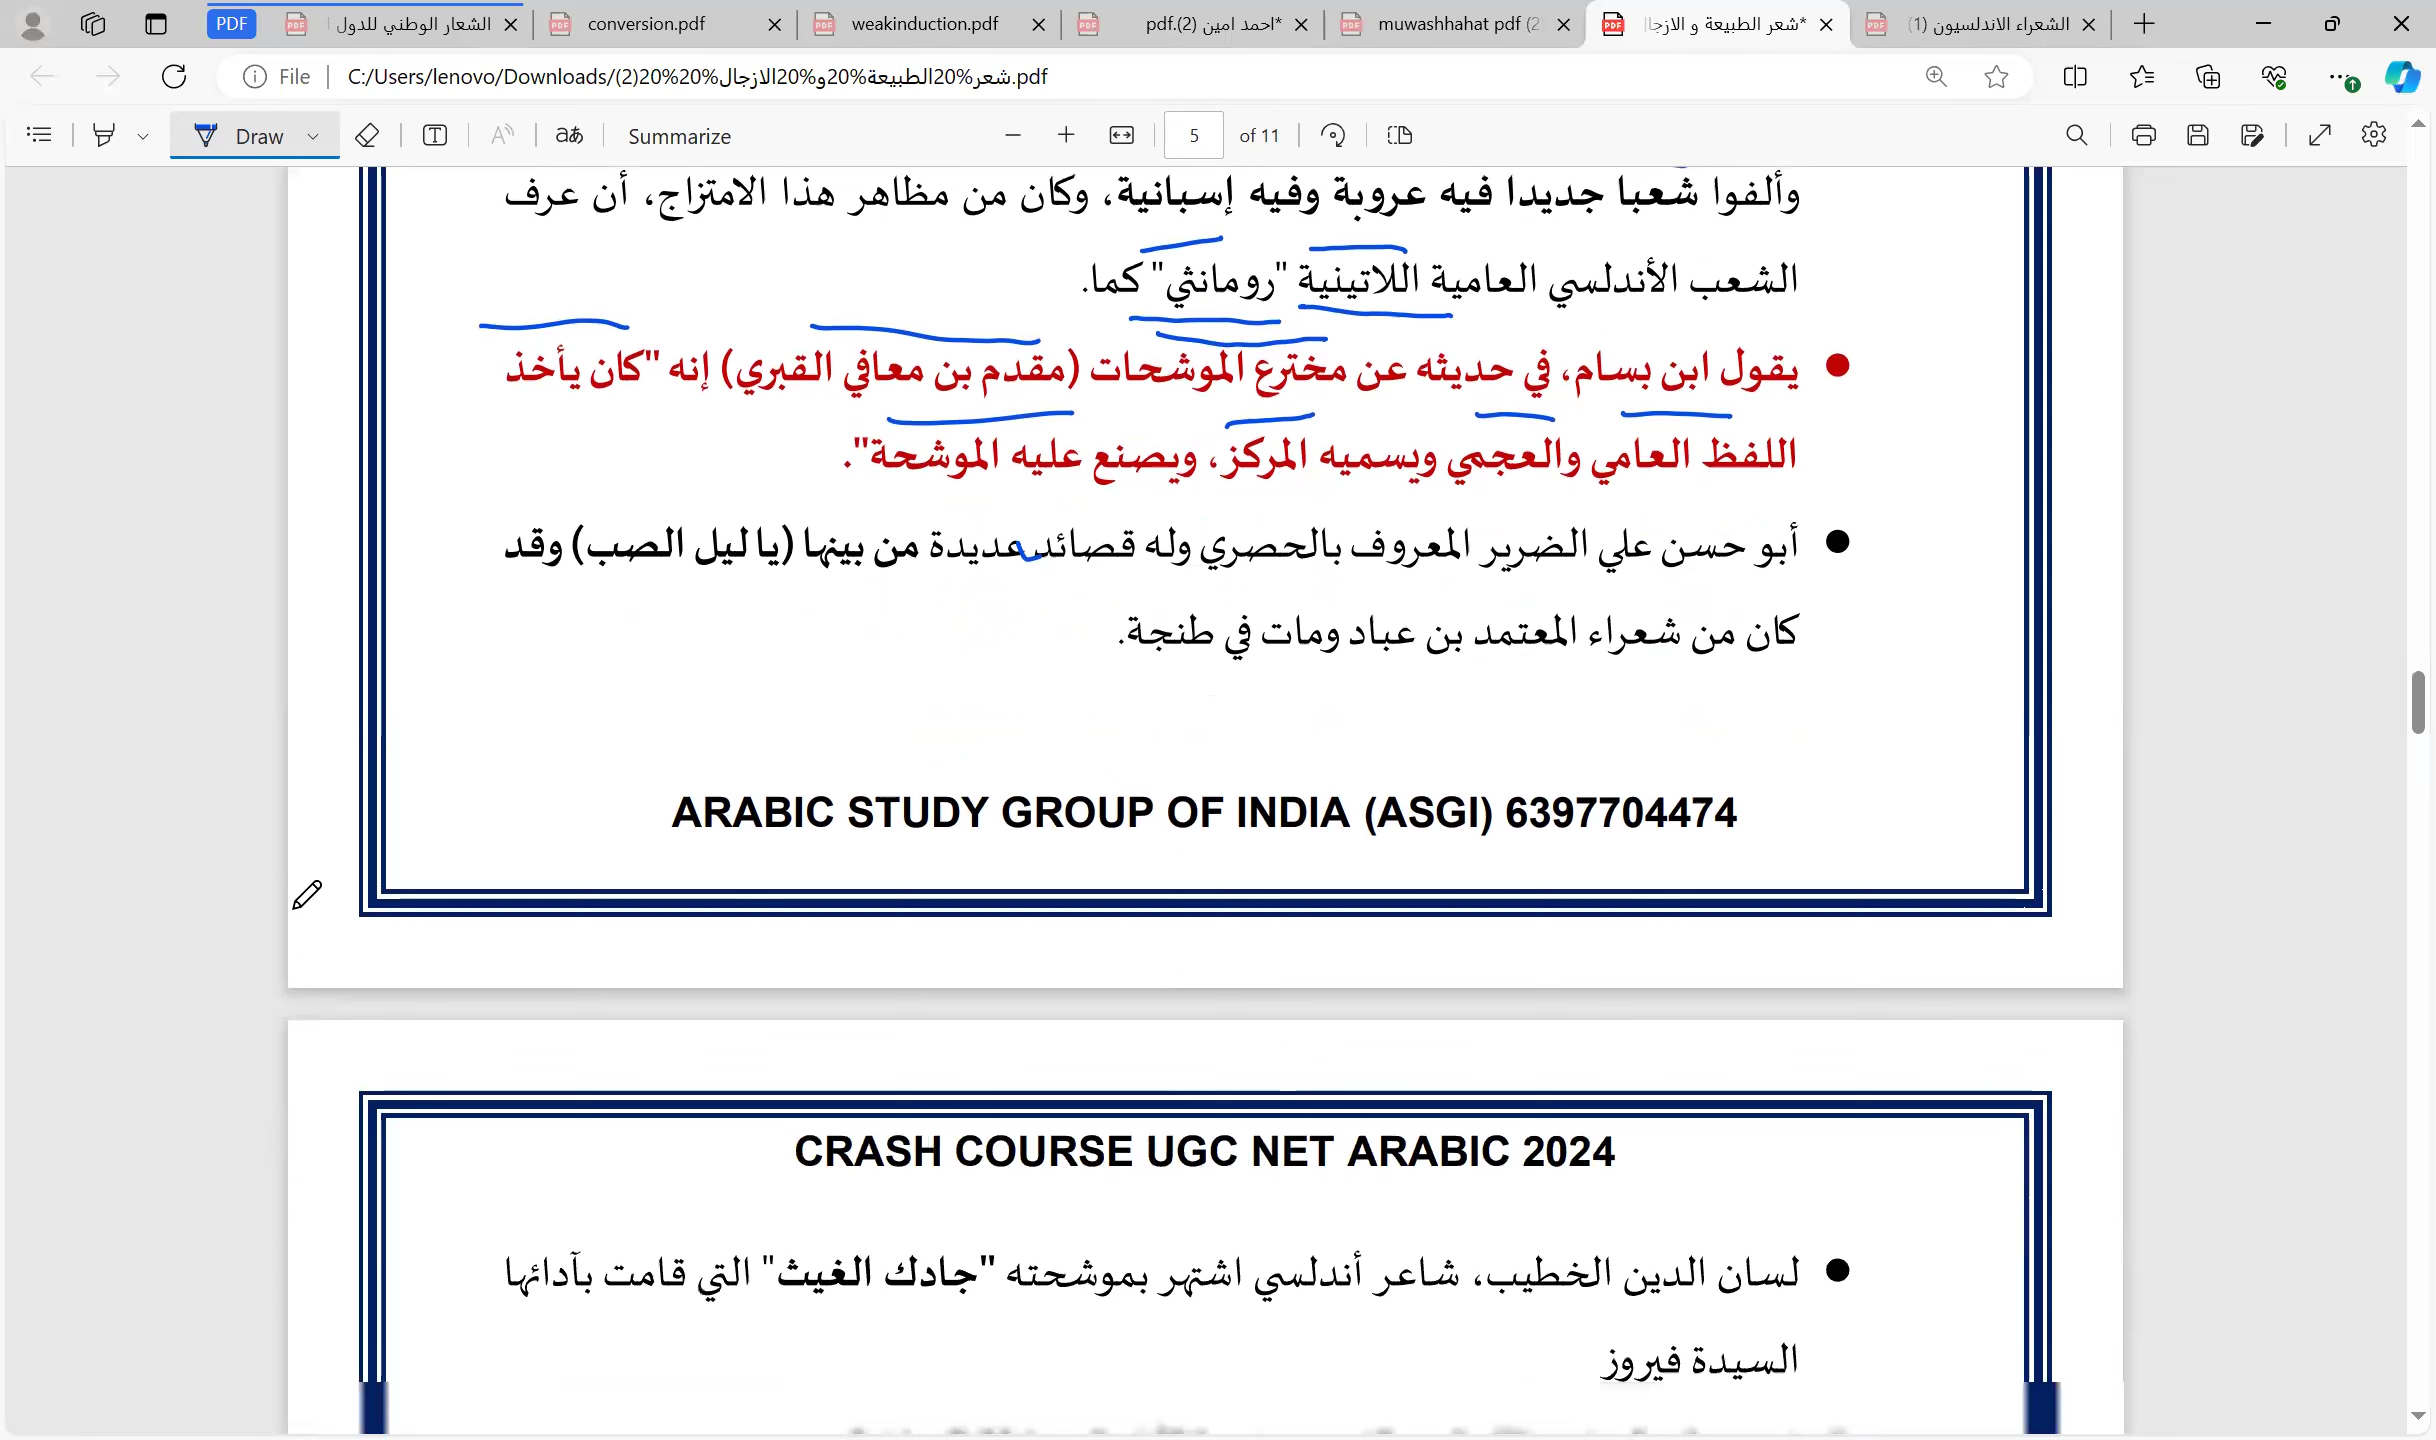 PDF
الشعار الوطني للدول
conversion.pdf
weakinduction.pdf
*احمد امين (2).pdf
muwashhahat pdf (2
*شعر الطبيعة و الازجا
الشعراء الاندلسيون (1)
File
C:/Users/lenovo/Downloads/(2)20%20%شعر%20الطبيعة%20و%20الازجال.pdf
Draw
Summarize
5 of 11
وألفوا شعبا جديدا فيه عروبة وفيه إسبانية، وكان من مظاهر هذا الامتزاج، أن عرف
الشعب الأندلسي العامية اللاتينية "رومانثي" كما.
يقول ابن بسام، في حديثه عن مخترع الموشحات (مقدم بن معافي القبري) إنه "كان يأخذ
اللفظ العامي والعجمي ويسميه المركز، ويصنع عليه الموشحة".
أبو حسن علي الضرير المعروف بالحصري وله قصائد عديدة من بينها (يا ليل الصب) وقد
كان من شعراء المعتمد بن عباد ومات في طنجة.
ARABIC STUDY GROUP OF INDIA (ASGI) 6397704474
CRASH COURSE UGC NET ARABIC 2024
لسان الدين الخطيب، شاعر أندلسي اشتهر بموشحته "جادك الغيث" التي قامت بآدائها
السيدة فيروز